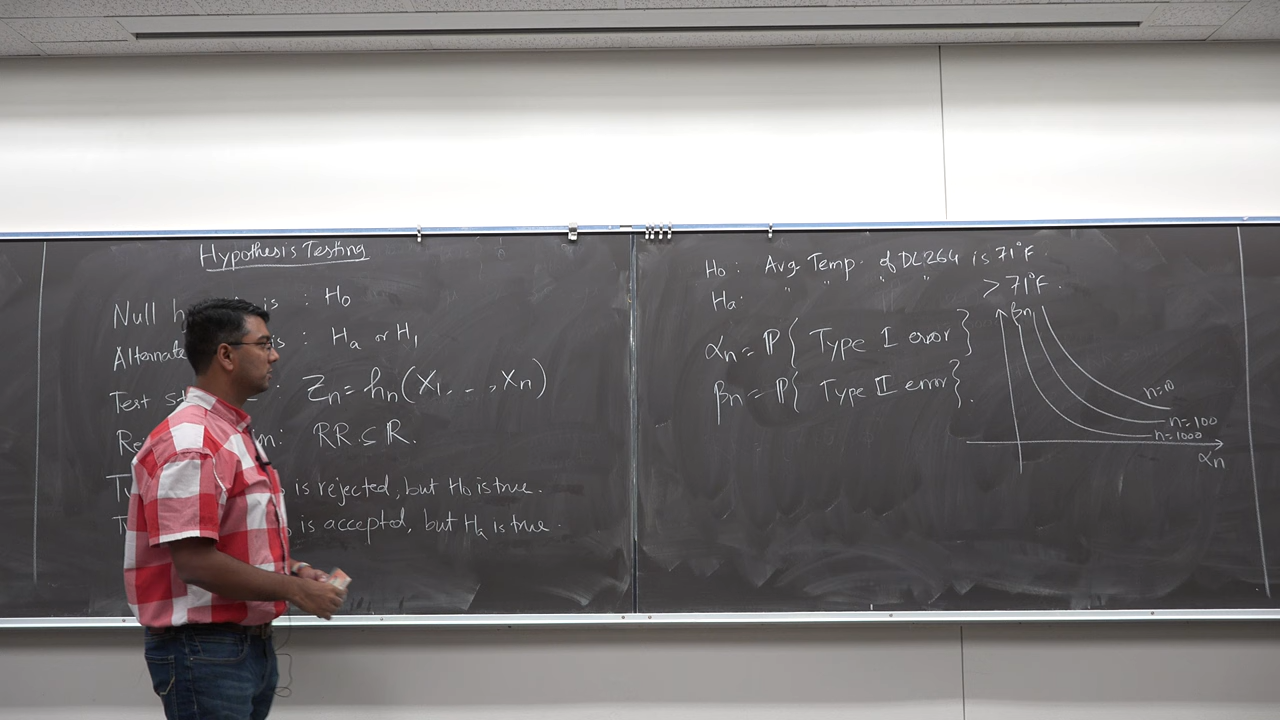 Hypothesis Testing
Null h is : H₀
Alternate s : Hₐ or H₁
Test St : Zₙ = hₙ(X₁, . . , Xₙ)
Re on: RR ⊆ ℝ.
is rejected, but H₀ is true.
is accepted, but Hₐ is true.
H₀ : Avg. Temp. of DL264 is 71°F.
Hₐ: " " " " > 71°F.
αₙ = ℙ{ Type I error }
βₙ = ℙ{ Type II error }.
βₙ
n=10
n=100
n=1000
αₙ